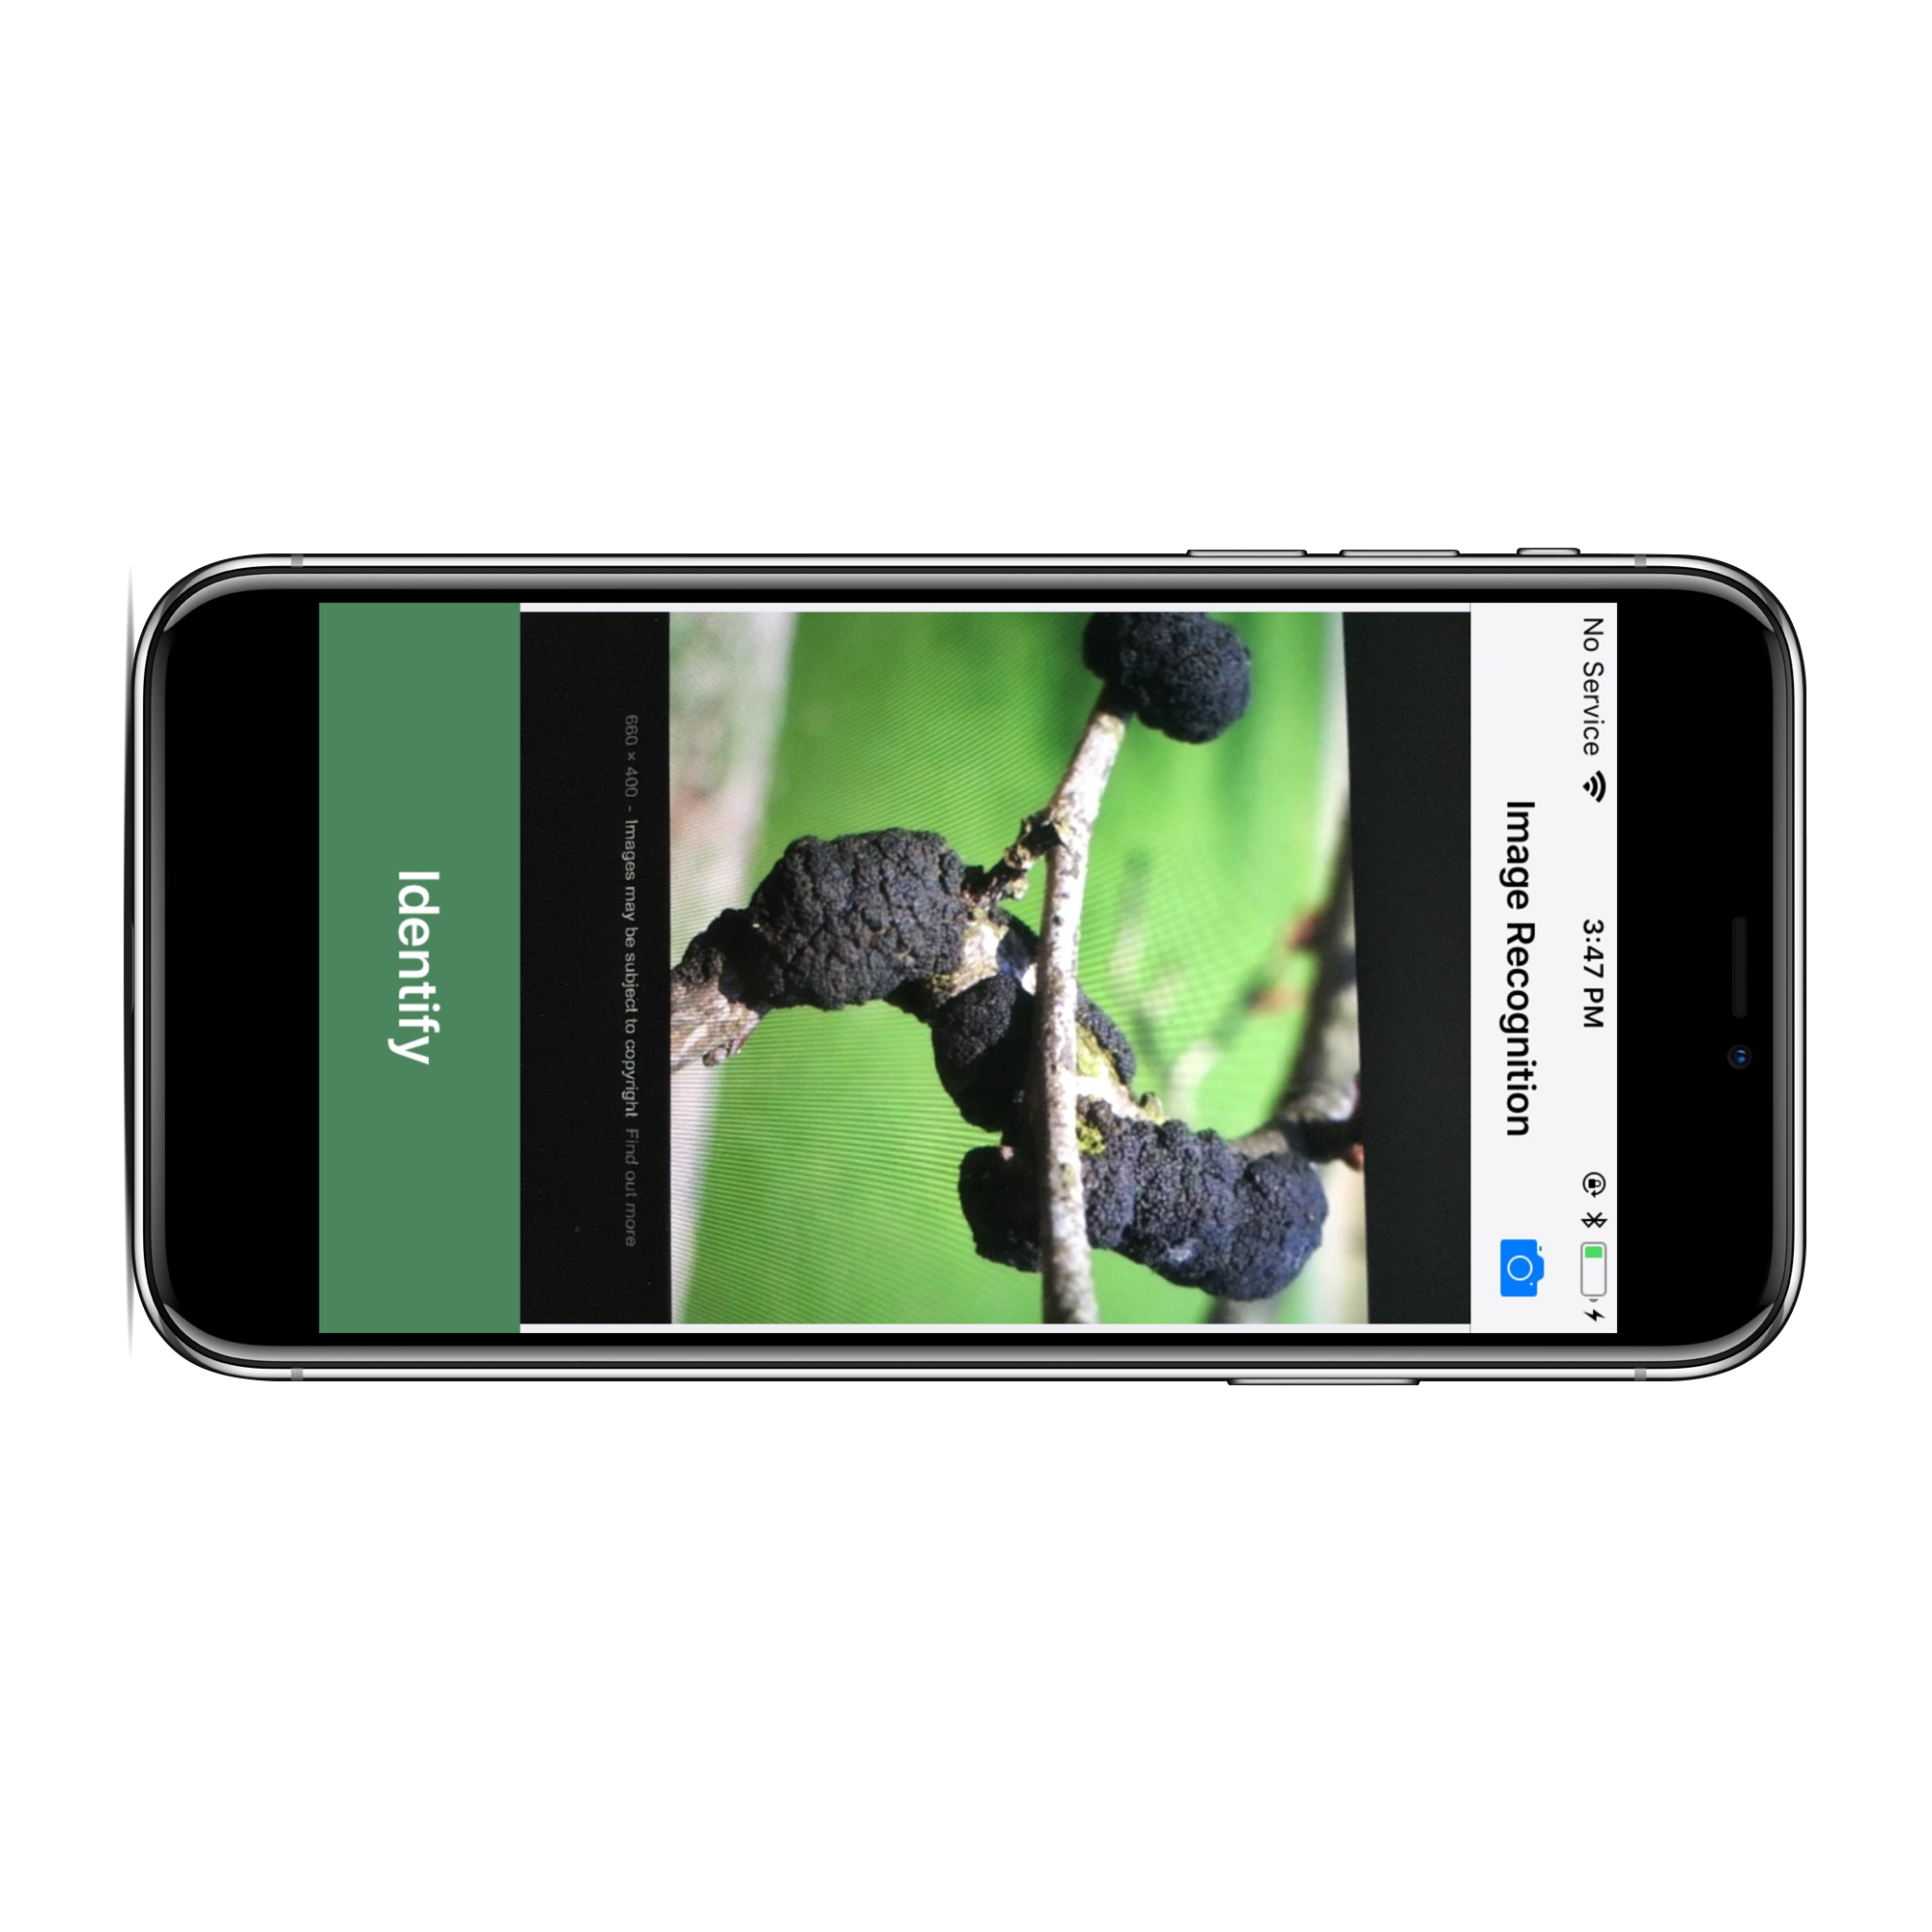 No Service 3:47 PM
Image Recognition
660 × 400 - Images may be subject to copyright Find out more
Identify